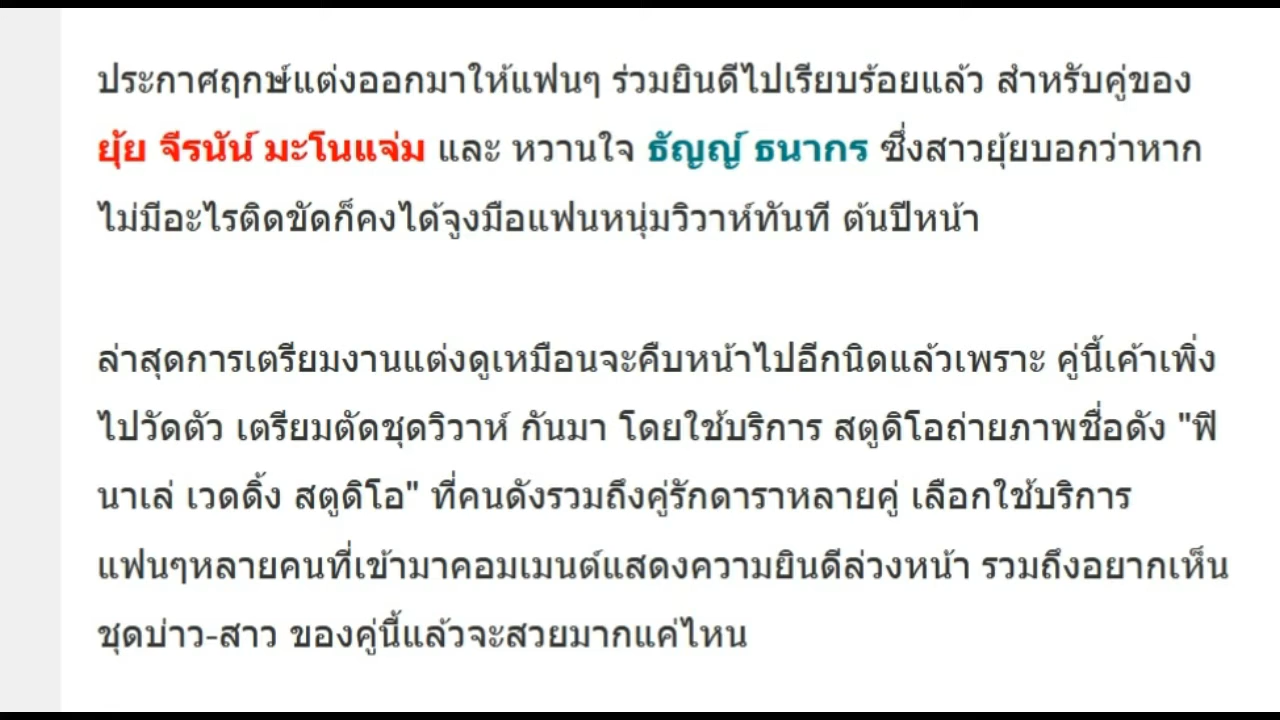 ประกาศฤกษ์แต่งออกมาให้แฟนๆ ร่วมยินดีไปเรียบร้อยแล้ว สำหรับคู่ของ
ยุ้ย จีรนันท์ มะโนแจ่ม และ หวานใจ ธัญญ์ ธนากร ซึ่งสาวยุ้ยบอกว่าหาก
ไม่มีอะไรติดขัดก็คงได้จูงมือแฟนหนุ่มวิวาห์ทันที ต้นปีหน้า
ล่าสุดการเตรียมงานแต่งดูเหมือนจะคืบหน้าไปอีกนิดแล้วเพราะ คู่นี้เค้าเพิ่ง
ไปวัดตัว เตรียมตัดชุดวิวาห์ กันมา โดยใช้บริการ สตูดิโอถ่ายภาพชื่อดัง "ฟิ
นาเล่ เวดดิ้ง สตูดิโอ" ที่คนดังรวมถึงคู่รักดาราหลายคู่ เลือกใช้บริการ
แฟนๆหลายคนที่เข้ามาคอมเมนต์แสดงความยินดีล่วงหน้า รวมถึงอยากเห็น
ชุดบ่าว-สาว ของคู่นี้แล้วจะสวยมากแค่ไหน